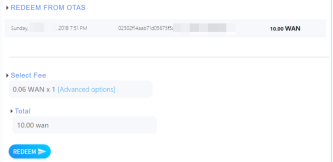 REDEEM FROM OTAS
Sunday, 2018 7:51 PM 10.00 WAN
Select Fee
0.06 WAN x 1 [Advanced options]
Total
10.00 wan
REDEEM